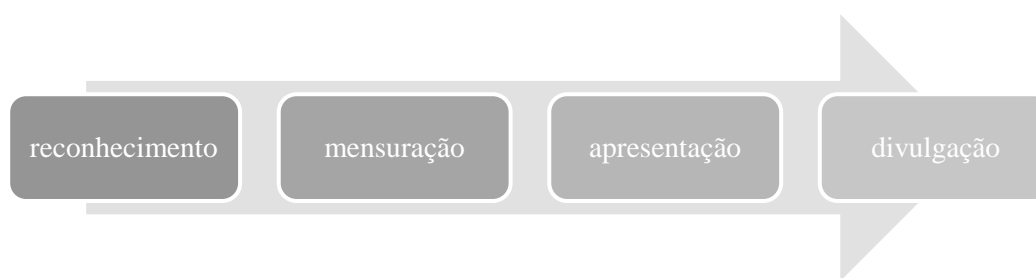 reconhecimento
mensuração
apresentação
divulgação